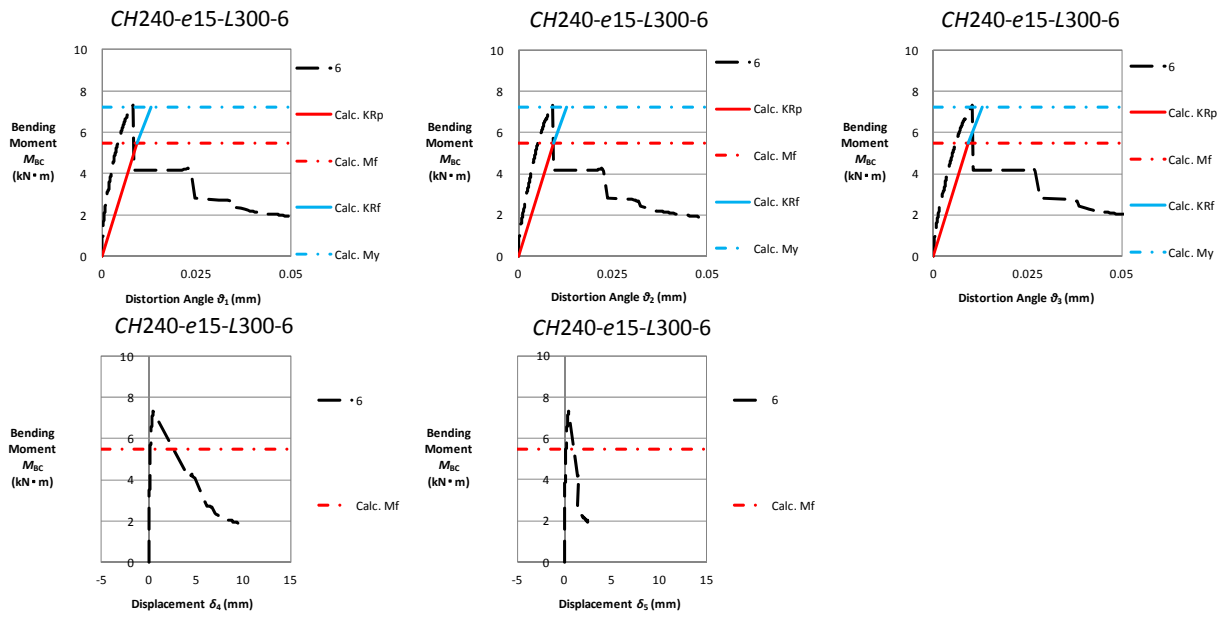 CH240-e15-L300-6
10
8
6
4
2
0
Bending
Moment
MBC
(kN・m)
0
0.025
0.05
Distortion Angle ϑ1 (mm)
6
Calc. KRp
Calc. Mf
Calc. KRf
Calc. My
CH240-e15-L300-6
10
8
6
4
2
0
Bending
Moment
MBC
(kN・m)
0
0.025
0.05
Distortion Angle ϑ2 (mm)
6
Calc. KRp
Calc. Mf
Calc. KRf
Calc. My
CH240-e15-L300-6
10
8
6
4
2
0
Bending
Moment
MBC
(kN・m)
0
0.025
0.05
Distortion Angle ϑ3 (mm)
6
Calc. KRp
Calc. Mf
Calc. KRf
Calc. My
CH240-e15-L300-6
10
8
6
4
2
0
Bending
Moment
MBC
(kN・m)
-5
0
5
10
15
Displacement δ4 (mm)
6
Calc. Mf
CH240-e15-L300-6
10
8
6
4
2
0
Bending
Moment
MBC
(kN・m)
-5
0
5
10
15
Displacement δ5 (mm)
6
Calc. Mf